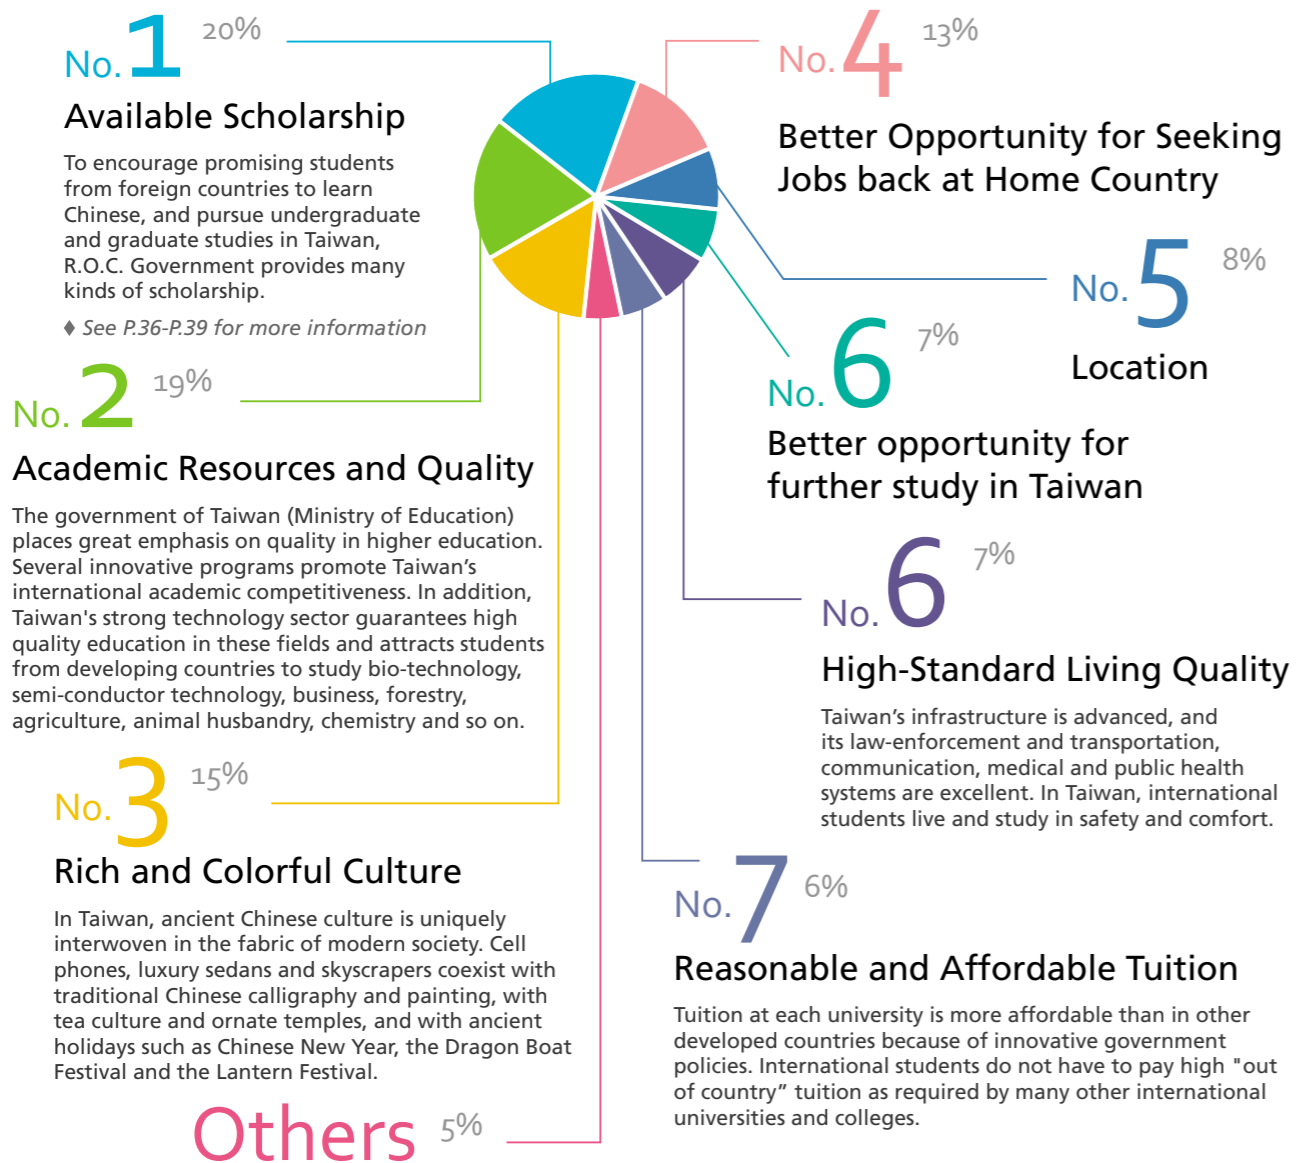 No. 1 20%
Available Scholarship
To encourage promising students
from foreign countries to learn
Chinese, and pursue undergraduate
and graduate studies in Taiwan,
R.O.C. Government provides many
kinds of scholarship.
♦ See P.36-P.39 for more information
No. 2 19%
Academic Resources and Quality
The government of Taiwan (Ministry of Education)
places great emphasis on quality in higher education.
Several innovative programs promote Taiwan’s
international academic competitiveness. In addition,
Taiwan's strong technology sector guarantees high
quality education in these fields and attracts students
from developing countries to study bio-technology,
semi-conductor technology, business, forestry,
agriculture, animal husbandry, chemistry and so on.
No. 3 15%
Rich and Colorful Culture
In Taiwan, ancient Chinese culture is uniquely
interwoven in the fabric of modern society. Cell
phones, luxury sedans and skyscrapers coexist with
traditional Chinese calligraphy and painting, with
tea culture and ornate temples, and with ancient
holidays such as Chinese New Year, the Dragon Boat
Festival and the Lantern Festival.
Others 5%
No. 4 13%
Better Opportunity for Seeking
Jobs back at Home Country
No. 5 8%
Location
No. 6 7%
Better opportunity for
further study in Taiwan
No. 6 7%
High-Standard Living Quality
Taiwan’s infrastructure is advanced, and
its law-enforcement and transportation,
communication, medical and public health
systems are excellent. In Taiwan, international
students live and study in safety and comfort.
No. 7 6%
Reasonable and Affordable Tuition
Tuition at each university is more affordable than in other
developed countries because of innovative government
policies. International students do not have to pay high "out
of country” tuition as required by many other international
universities and colleges.